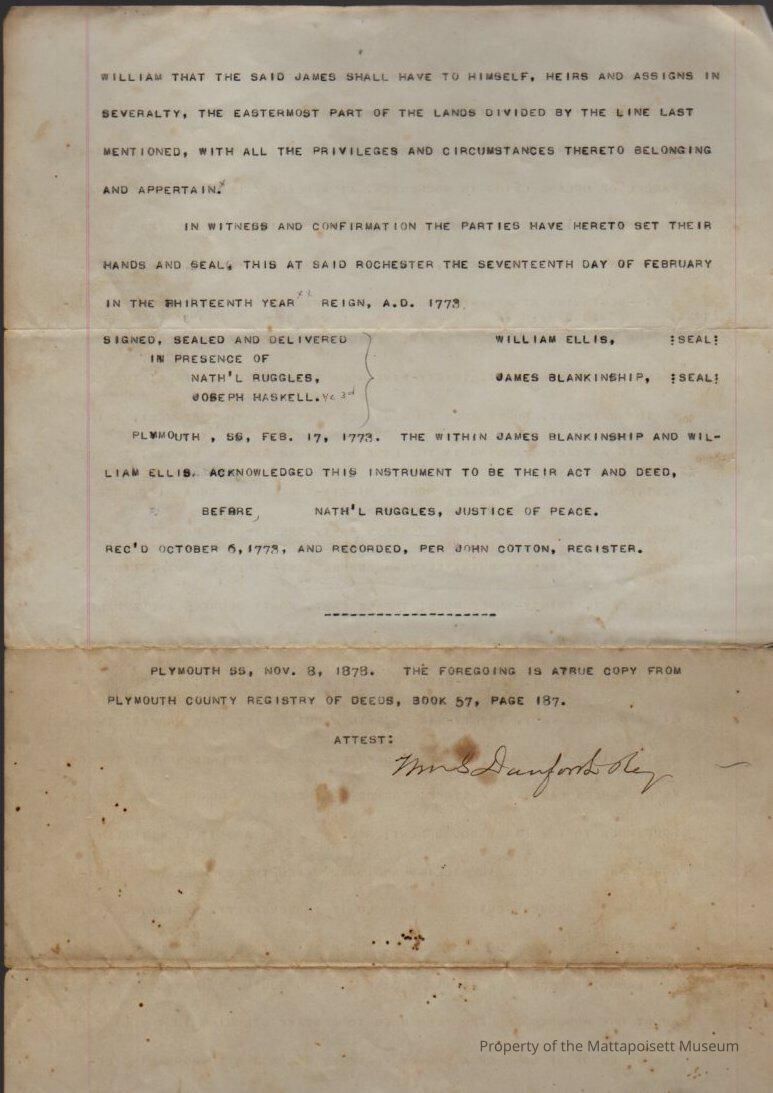 WILLIAM THAT THE SAID JAMES SHALL HAVE TO HIMSELF, HEIRS AND ASSIGNS IN
SEVERALTY, THE EASTERMOST PART OF THE LANDS DIVIDED BY THE LINE LAST
MENTIONED, WITH ALL THE PRIVILEGES AND CIRCUMSTANCES THERETO BELONGING
AND APPERTAIN.x
IN WITNESS AND CONFIRMATION THE PARTIES HAVE HERETO SET THEIR
HANDS AND SEAL, THIS AT SAID ROCHESTER THE SEVENTEENTH DAY OF FEBRUARY
IN THE THIRTEENTH YEAR xx REIGN, A.D. 1773.
SIGNED, SEALED AND DELIVERED WILLIAM ELLIS, :SEAL:
IN PRESENCE OF
NATH'L RUGGLES, JAMES BLANKINSHIP, :SEAL:
JOSEPH HASKELL. ye 3d
PLYMOUTH , SS, FEB. 17, 1773. THE WITHIN JAMES BLANKINSHIP AND WIL-
LIAM ELLIS. ACKNOWLEDGED THIS INSTRUMENT TO BE THEIR ACT AND DEED,
BEFORE, NATH'L RUGGLES, JUSTICE OF PEACE.
REC'D OCTOBER 6,1773, AND RECORDED, PER JOHN COTTON, REGISTER.
-------------------
PLYMOUTH SS, NOV. 8, 1878. THE FOREGOING IS ATRUE COPY FROM
PLYMOUTH COUNTY REGISTRY OF DEEDS, BOOK 57, PAGE 187.
ATTEST:
Wm S Danforth Reg
Property of the Mattapoisett Museum